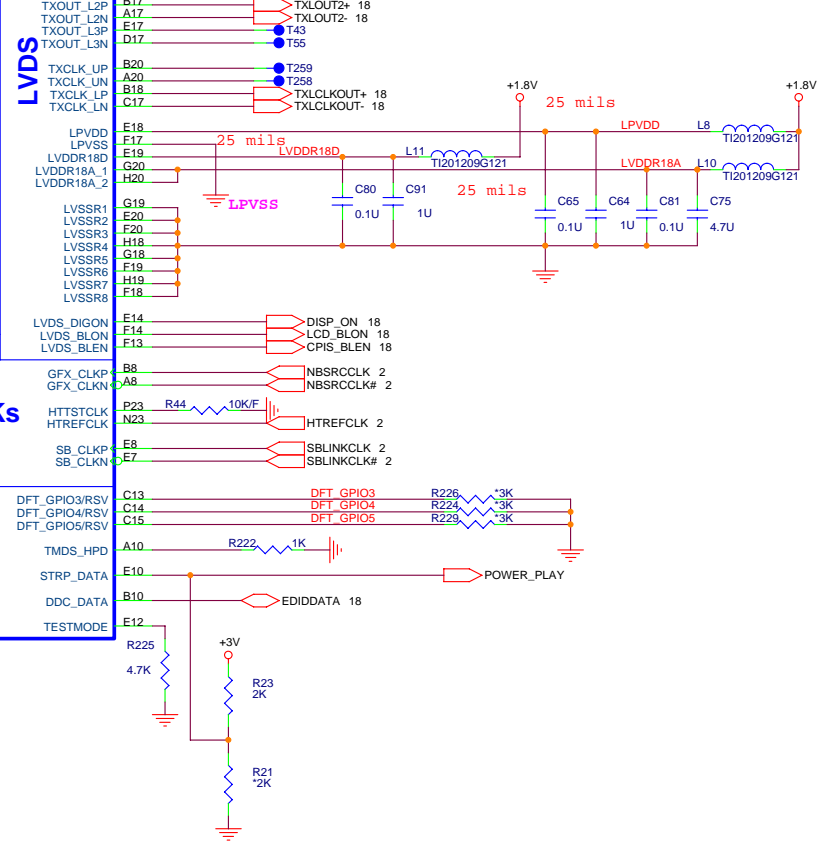 TXOUT_L2P B17 TXLOUT2+ 18
TXOUT_L2N A17 TXLOUT2- 18
TXOUT_L3P E17 T43
TXOUT_L3N D17 T55
LVDS
TXCLK_UP B20 T259
TXCLK_UN A20 T258
TXCLK_LP B18 TXLCLKOUT+ 18
TXCLK_LN C17 TXLCLKOUT- 18
+1.8V +1.8V
25 mils
LPVDD E18 LPVDD L8
TI201209G121
LPVSS F17 25 mils
LVDDR18D E19 LVDDR18D L11
TI201209G121
LVDDR18A_1 G20 LVDDR18A L10
TI201209G121
LVDDR18A_2 H20
25 mils
LPVSS
C80 0.1U
C91 1U
C65 0.1U
C64 1U
C81 0.1U
C75 4.7U
LVSSR1 G19
LVSSR2 E20
LVSSR3 F20
LVSSR4 H18
LVSSR5 G18
LVSSR6 F19
LVSSR7 H19
LVSSR8 F18
LVDS_DIGON E14 DISP_ON 18
LVDS_BLON F14 LCD_BLON 18
LVDS_BLEN F13 CPIS_BLEN 18
GFX_CLKP B8 NBSRCCLK 2
GFX_CLKN A8 NBSRCCLK# 2
Ks
HTTSTCLK P23 R44 10K/F
HTREFCLK N23 HTREFCLK 2
SB_CLKP E8 SBLINKCLK 2
SB_CLKN E7 SBLINKCLK# 2
DFT_GPIO3/RSV C13 DFT_GPIO3 R226 *3K
DFT_GPIO4/RSV C14 DFT_GPIO4 R224 *3K
DFT_GPIO5/RSV C15 DFT_GPIO5 R229 *3K
TMDS_HPD A10 R222 1K
STRP_DATA E10 POWER_PLAY
DDC_DATA B10 EDIDDATA 18
TESTMODE E12
R225
4.7K
+3V
R23
2K
R21
*2K